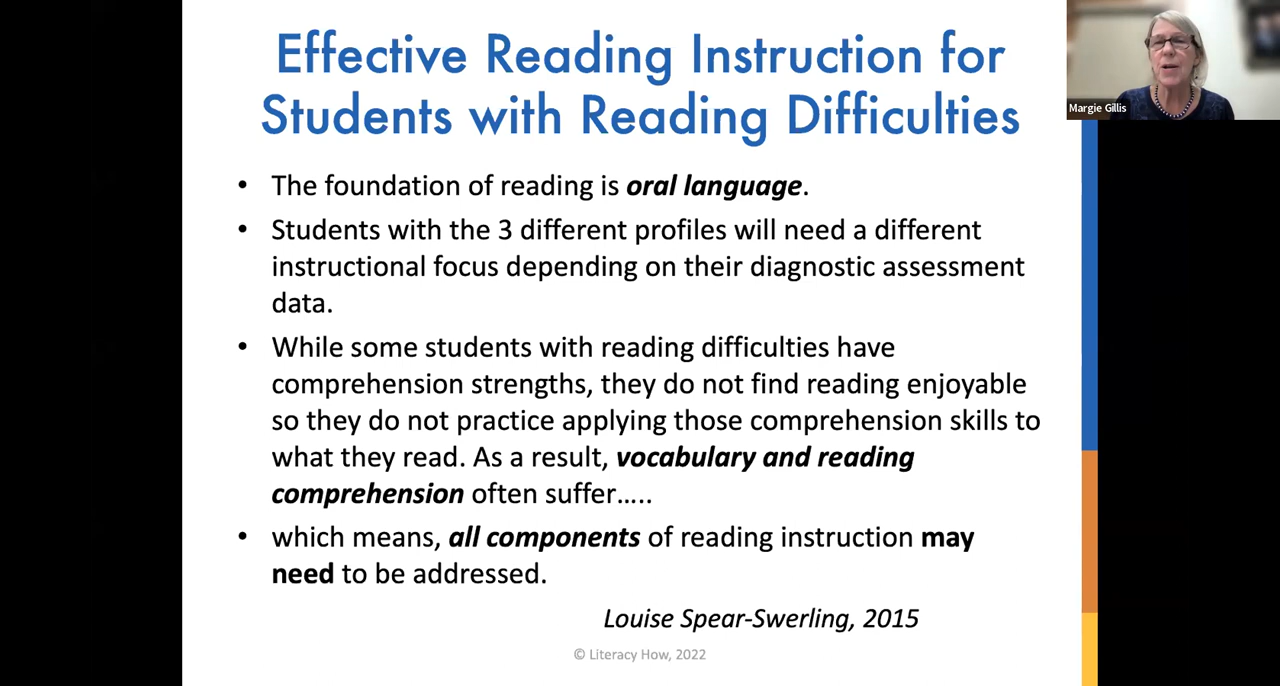 Effective Reading Instruction for
Students with Reading Difficulties
Margie Gillis
• The foundation of reading is oral language.
• Students with the 3 different profiles will need a different
instructional focus depending on their diagnostic assessment
data.
• While some students with reading difficulties have
comprehension strengths, they do not find reading enjoyable
so they do not practice applying those comprehension skills to
what they read. As a result, vocabulary and reading
comprehension often suffer…..
• which means, all components of reading instruction may
need to be addressed.
Louise Spear-Swerling, 2015
© Literacy How, 2022